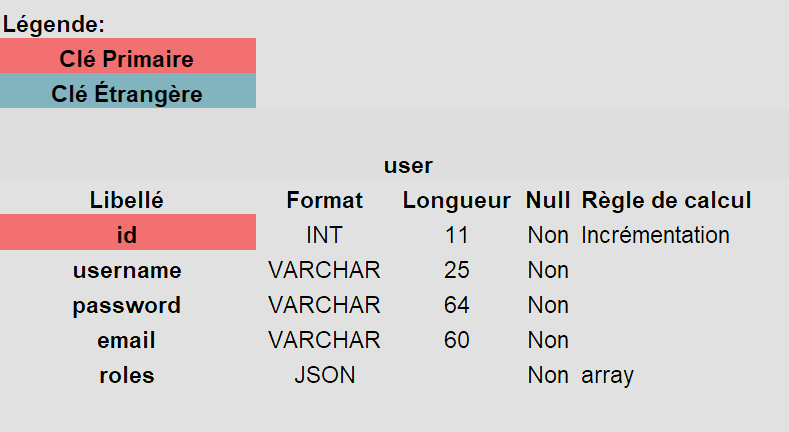 Légende:
Clé Primaire
Clé Étrangère
user
Libellé Format Longueur Null Règle de calcul
id INT 11 Non Incrémentation
username VARCHAR 25 Non
password VARCHAR 64 Non
email VARCHAR 60 Non
roles JSON Non array